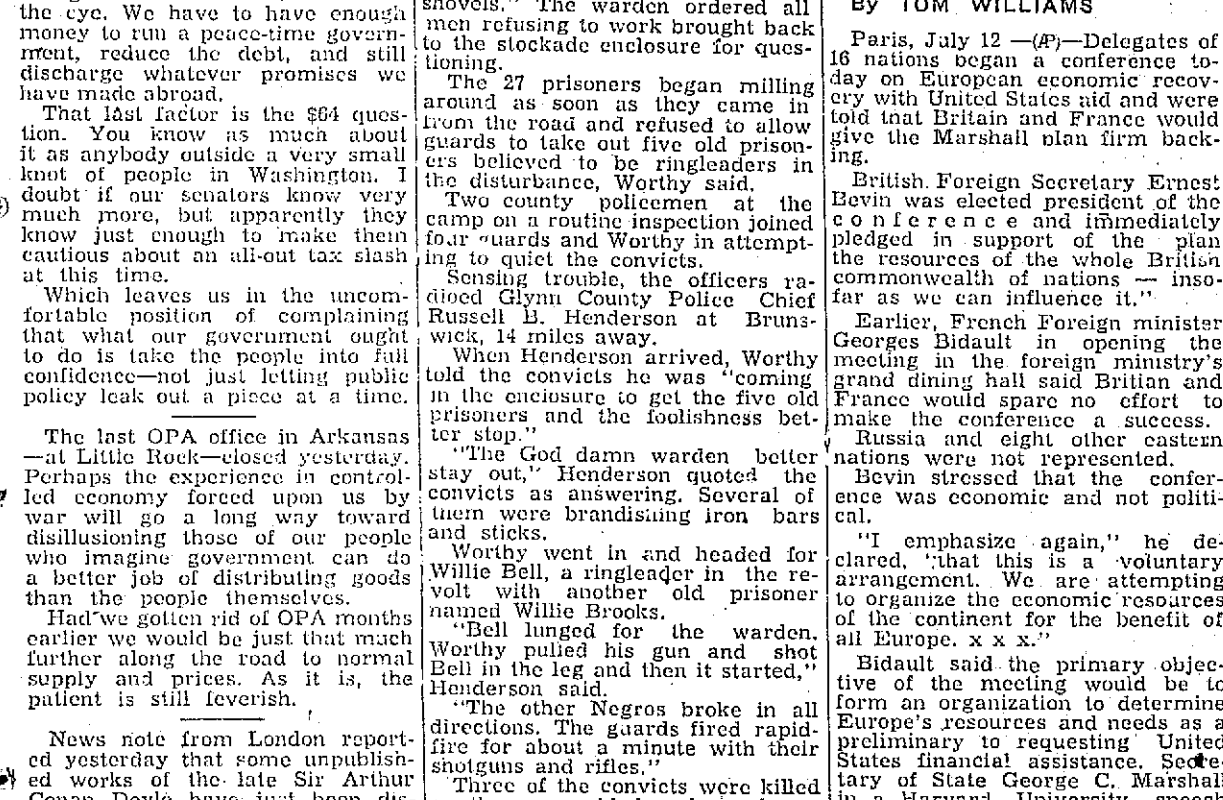 the eye. We have to have enough
money to run a peace-time govern-
ment, reduce the debt, and still
discharge whatever promises we
have made abroad.
That last factor is the $64 ques-
tion. You know as much about
it as anybody outside a very small
knot of people in Washington. I
doubt if our senators know very
much more, but apparently they
know just enough to make them
cautious about an all-out tax slash
at this time.
Which leaves us in the uncom-
fortable position of complaining
that what our government ought
to do is take the people into full
confidence—not just letting public
policy leak out a piece at a time.
The last OPA office in Arkansas
—at Little Rock—closed yesterday.
Perhaps the experience in control-
led economy forced upon us by
war will go a long way toward
disillusioning those of our people
who imagine government can do
a better job of distributing goods
than the people themselves.
Had we gotten rid of OPA months
earlier we would be just that much
further along the road to normal
supply and prices. As it is, the
patient is still feverish.
News note from London report-
ed yesterday that some unpublish-
ed works of the late Sir Arthur
Conan Doyle have just been dis-
shovels." The warden ordered all
men refusing to work brought back
to the stockade enclosure for ques-
tioning.
The 27 prisoners began milling
around as soon as they came in
from the road and refused to allow
guards to take out five old prison-
ers believed to be ringleaders in
the disturbance, Worthy said.
Two county policemen at the
camp on a routine inspection joined
four guards and Worthy in attempt-
ing to quiet the convicts.
Sensing trouble, the officers ra-
dioed Glynn County Police Chief
Russell B. Henderson at Bruns-
wick, 14 miles away.
When Henderson arrived, Worthy
told the convicts he was "coming
in the enclosure to get the five old
prisoners and the foolishness bet-
ter stop."
"The God damn warden better
stay out," Henderson quoted the
convicts as answering. Several of
them were brandishing iron bars
and sticks.
Worthy went in and headed for
Willie Bell, a ringleader in the re-
volt with another old prisoner
named Willie Brooks.
"Bell lunged for the warden,
Worthy pulled his gun and shot
Bell in the leg and then it started,"
Henderson said.
"The other Negros broke in all
directions. The guards fired rapid-
fire for about a minute with their
shotguns and rifles."
Three of the convicts were killed
By TOM WILLIAMS
Paris, July 12 —(AP)—Delegates of
16 nations began a conference to-
day on European economic recov-
ery with United States aid and were
told that Britain and France would
give the Marshall plan firm back-
ing.
British Foreign Secretary Ernest
Bevin was elected president of the
conference and immediately
pledged in support of the plan
the resources of the whole British
commonwealth of nations — inso-
far as we can influence it."
Earlier, French Foreign minister
Georges Bidault in opening the
meeting in the foreign ministry's
grand dining hall said Britian and
France would spare no effort to
make the conference a success.
Russia and eight other eastern
nations were not represented.
Bevin stressed that the confer-
ence was economic and not politi-
cal.
"I emphasize again," he de-
clared, "that this is a voluntary
arrangement. We are attempting
to organize the economic resources
of the continent for the benefit of
all Europe. x x x."
Bidault said the primary objec-
tive of the meeting would be to
form an organization to determine
Europe's resources and needs as a
preliminary to requesting United
States financial assistance. Secre-
tary of State George C. Marshall
in a Harvard University speech